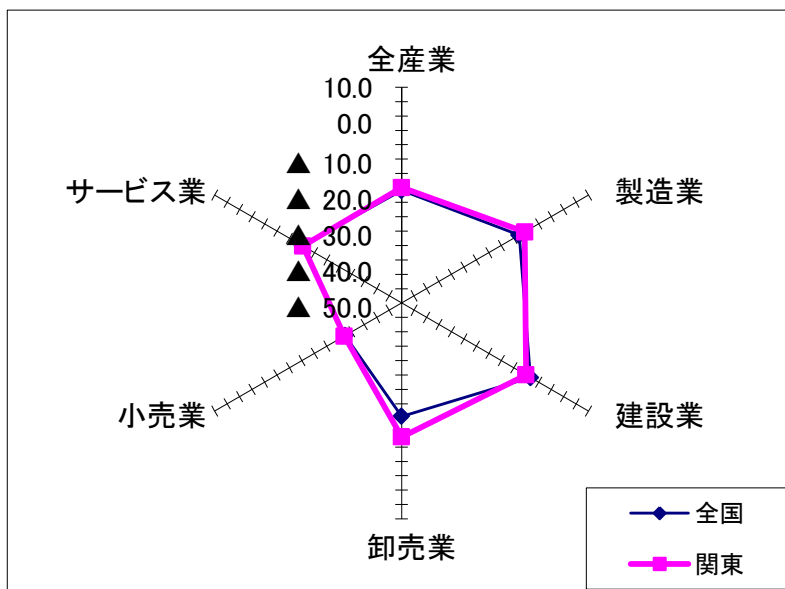 全産業
10.0
0.0
▲ 10.0
▲ 20.0
▲ 30.0
▲ 40.0
▲ 50.0
製造業
建設業
卸売業
小売業
サービス業
全国
関東